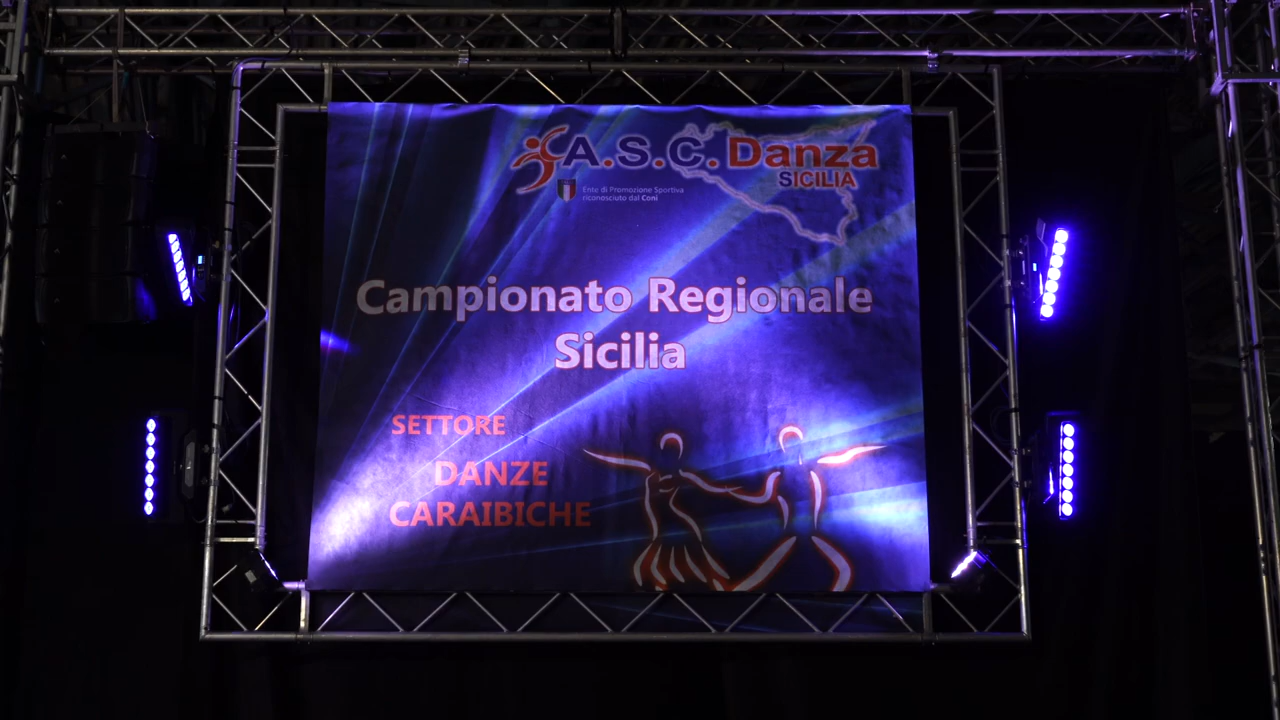 A.S.C. Danza
SICILIA
Ente di Promozione Sportiva
riconosciuto dal Coni
Campionato Regionale
Sicilia
SETTORE
DANZE
CARAIBICHE